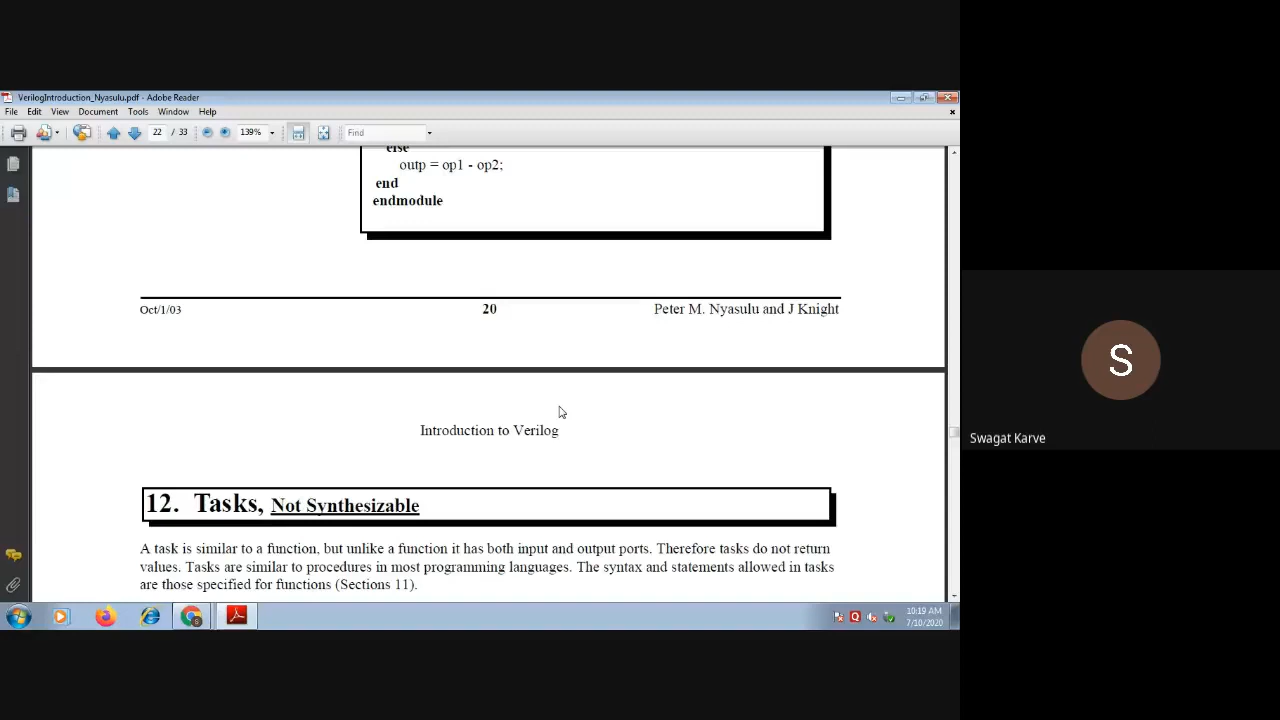 VerilogIntroduction_Nyasulu.pdf - Adobe Reader
File Edit View Document Tools Window Help
22 / 33 139% Find
else
outp = op1 - op2;
end
endmodule
Oct/1/03 20 Peter M. Nyasulu and J Knight
Introduction to Verilog
12. Tasks, Not Synthesizable
A task is similar to a function, but unlike a function it has both input and output ports. Therefore tasks do not return
values. Tasks are similar to procedures in most programming languages. The syntax and statements allowed in tasks
are those specified for functions (Sections 11).
S
Swagat Karve
10:19 AM
7/10/2020